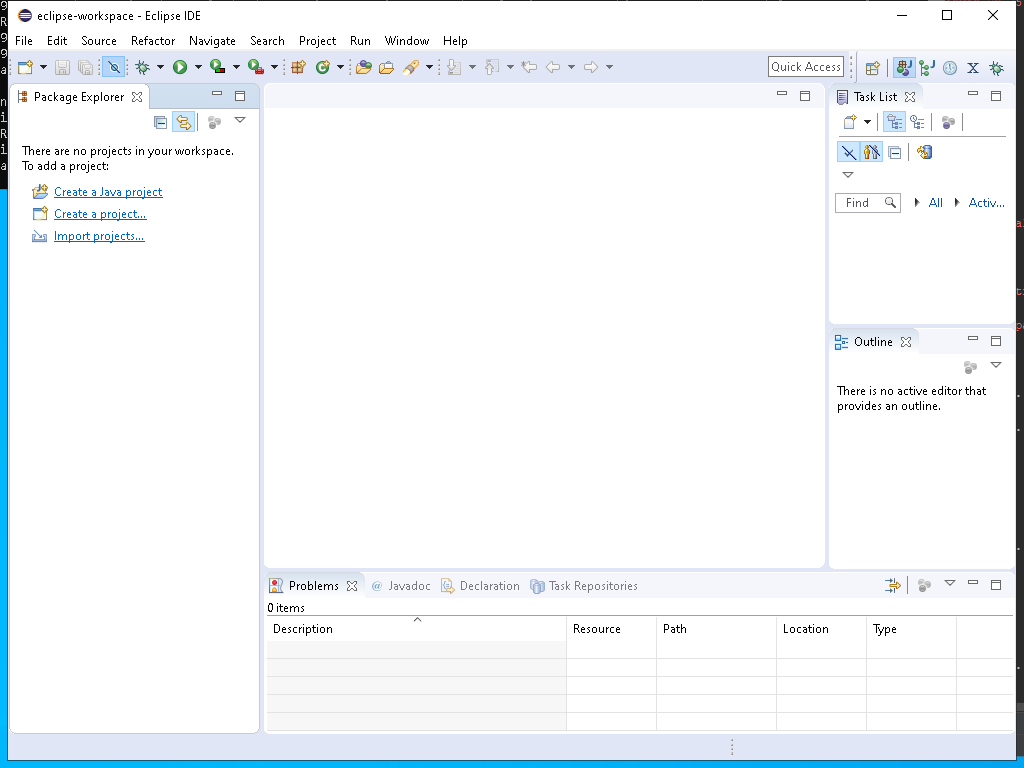 eclipse-workspace - Eclipse IDE
File Edit Source Refactor Navigate Search Project Run Window Help
Quick Access
Package Explorer
There are no projects in your workspace.
To add a project:
Create a Java project
Create a project...
Import projects...
Task List
Find
All
Activ...
Outline
There is no active editor that
provides an outline.
Problems
@ Javadoc
Declaration
Task Repositories
0 items
Description Resource Path Location Type